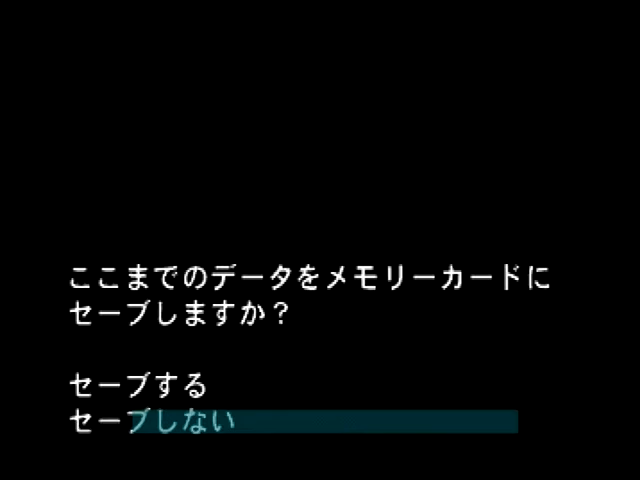 ここまでのデータをメモリーカードに
セーブしますか？
セーブする
セーブしない